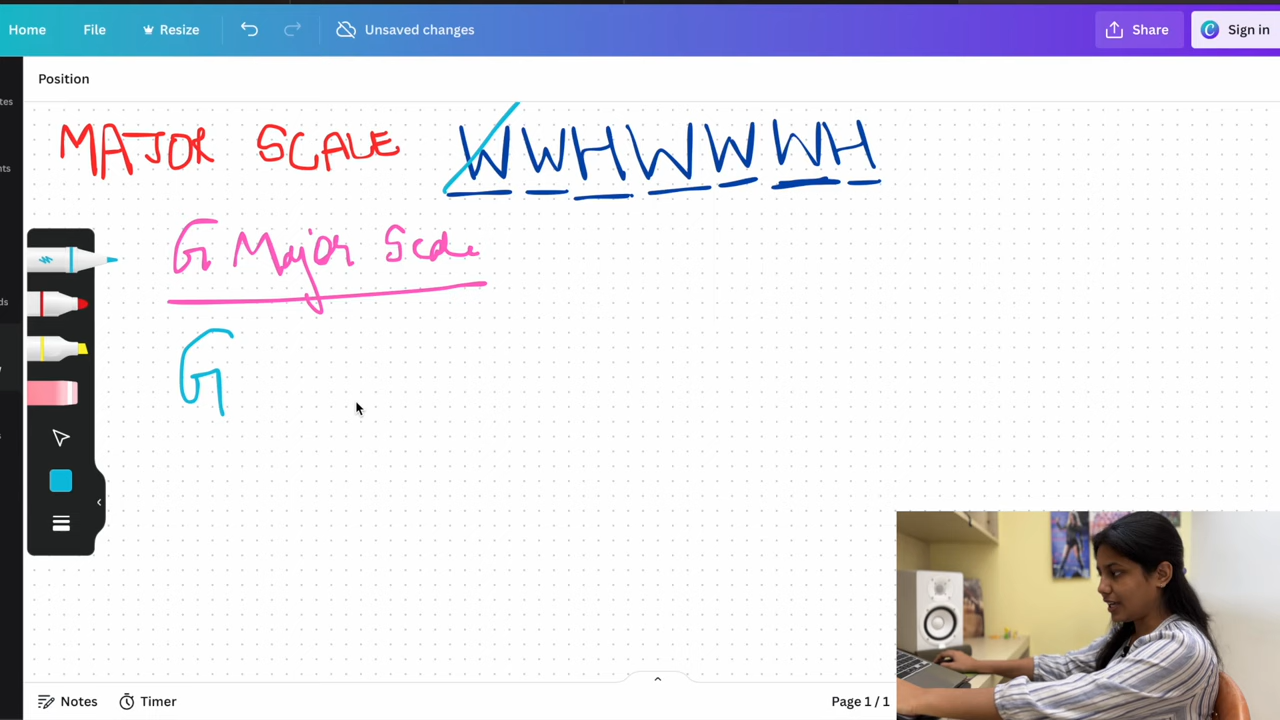 Home File Resize Unsaved changes Share Sign in
Position
MAJOR SCALE WWHWWWH
G Major Scale
G
Notes Timer Page 1 / 1